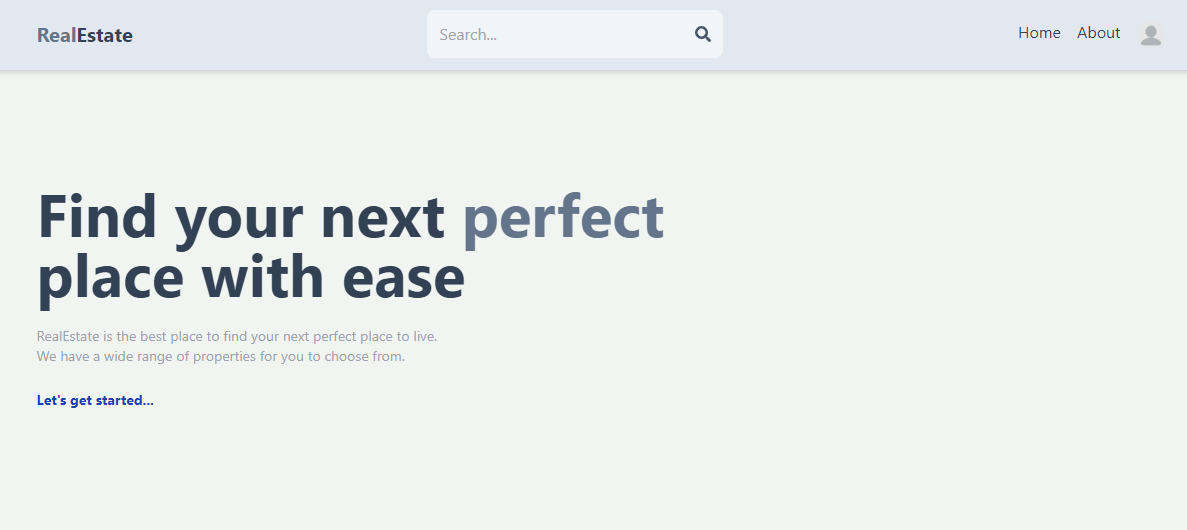 RealEstate
Search...
Home
About
Find your next perfect
place with ease
RealEstate is the best place to find your next perfect place to live.
We have a wide range of properties for you to choose from.
Let's get started...